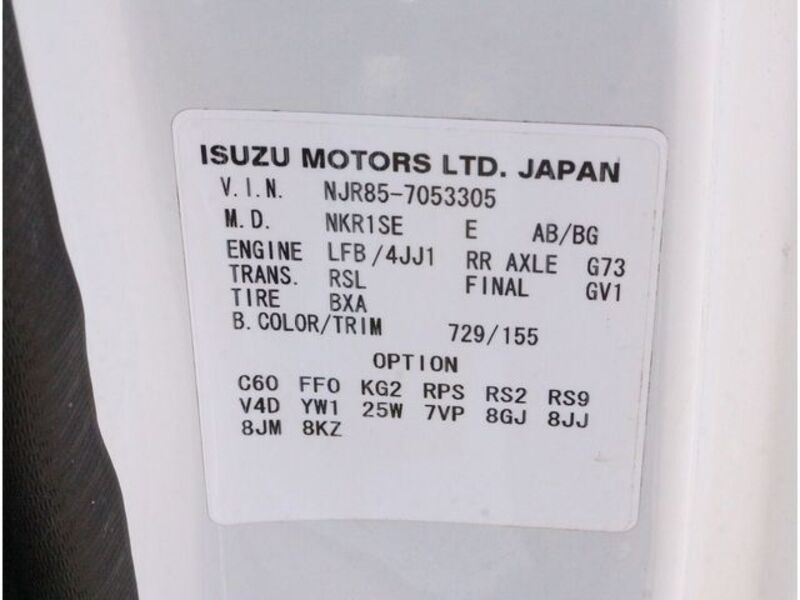 ISUZU MOTORS LTD. JAPAN
V.I.N. NJR85-7053305
M.D. NKR1SE E AB/BG
ENGINE LFB/4JJ1 RR AXLE G73
TRANS. RSL FINAL GV1
TIRE BXA
B.COLOR/TRIM 729/155
OPTION
C60 FF0 KG2 RPS RS2 RS9
V4D YW1 25W 7VP 8GJ 8JJ
8JM 8KZ